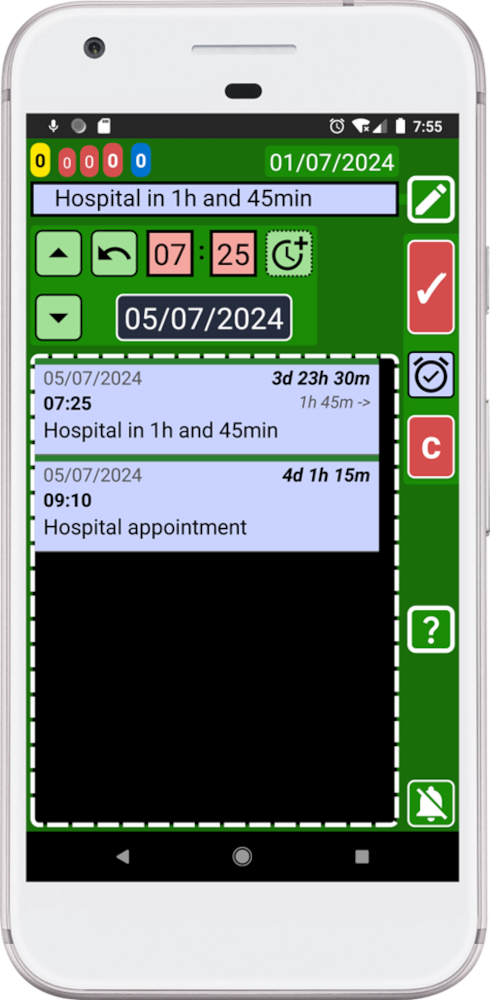 7:55
0 0 0 0 0 01/07/2024
Hospital in 1h and 45min
07 : 25
05/07/2024
05/07/2024 3d 23h 30m
07:25 1h 45m ->
Hospital in 1h and 45min
05/07/2024 4d 1h 15m
09:10
Hospital appointment
C
?